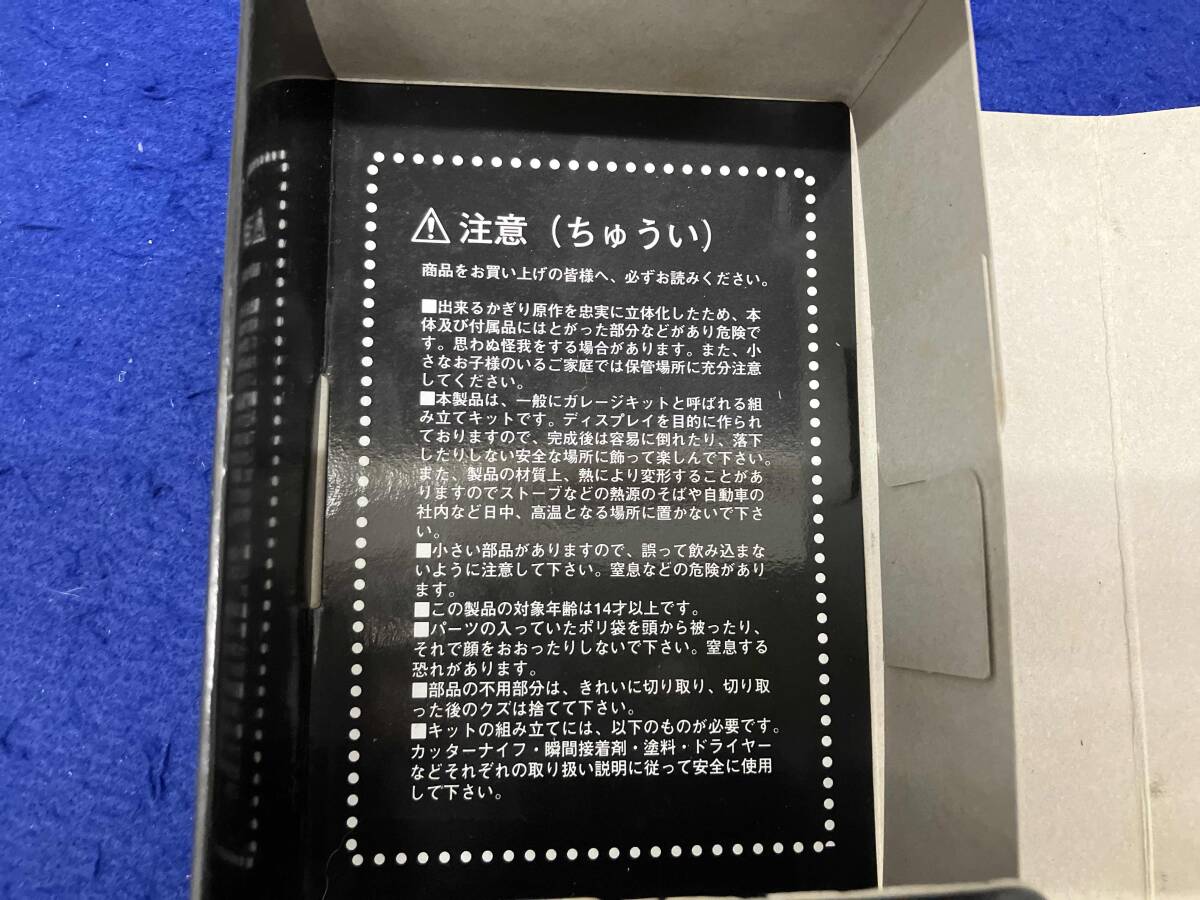 ⚠注意（ちゅうい）
商品をお買い上げの皆様へ、必ずお読みください。
■出来るかぎり原作を忠実に立体化したため、本
体及び付属品にはとがった部分などがあり危険で
す。思わぬ怪我をする場合があります。また、小
さなお子様のいるご家庭では保管場所に充分注意
してください。
■本製品は、一般にガレージキットと呼ばれる組
み立てキットです。ディスプレイを目的に作られ
ておりますので、完成後は容易に倒れたり、落下
したりしない安全な場所に飾って楽しんで下さい。
また、製品の材質上、熱により変形することがあ
りますのでストーブなどの熱源のそばや自動車の
社内など日中、高温となる場所に置かないで下さ
い。
■小さい部品がありますので、誤って飲み込まな
いように注意して下さい。窒息などの危険があり
ます。
■この製品の対象年齢は14才以上です。
■パーツの入っていたポリ袋を頭から被ったり、
それで顔をおおったりしないで下さい。窒息する
恐れがあります。
■部品の不用部分は、きれいに切り取り、切り取
った後のクズは捨てて下さい。
■キットの組み立てには、以下のものが必要です。
カッターナイフ・瞬間接着剤・塗料・ドライヤー
などそれぞれの取り扱い説明に従って安全に使用
して下さい。